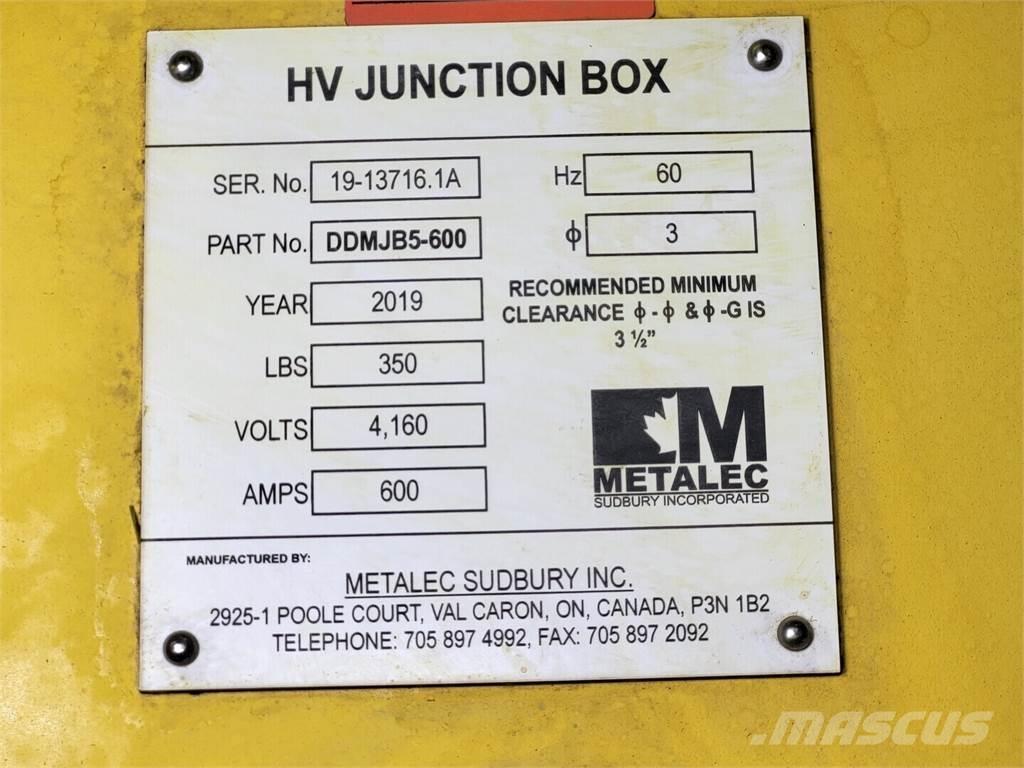 HV JUNCTION BOX
SER. No. 19-13716.1A
PART No. DDMJB5-600
YEAR 2019
LBS 350
VOLTS 4,160
AMPS 600
Hz 60
ϕ 3
RECOMMENDED MINIMUM
CLEARANCE ϕ - ϕ & ϕ -G IS
3 ½"
M
METALEC
SUDBURY INCORPORATED
MANUFACTURED BY:
METALEC SUDBURY INC.
2925-1 POOLE COURT, VAL CARON, ON, CANADA, P3N 1B2
TELEPHONE: 705 897 4992, FAX: 705 897 2092
MASCUS